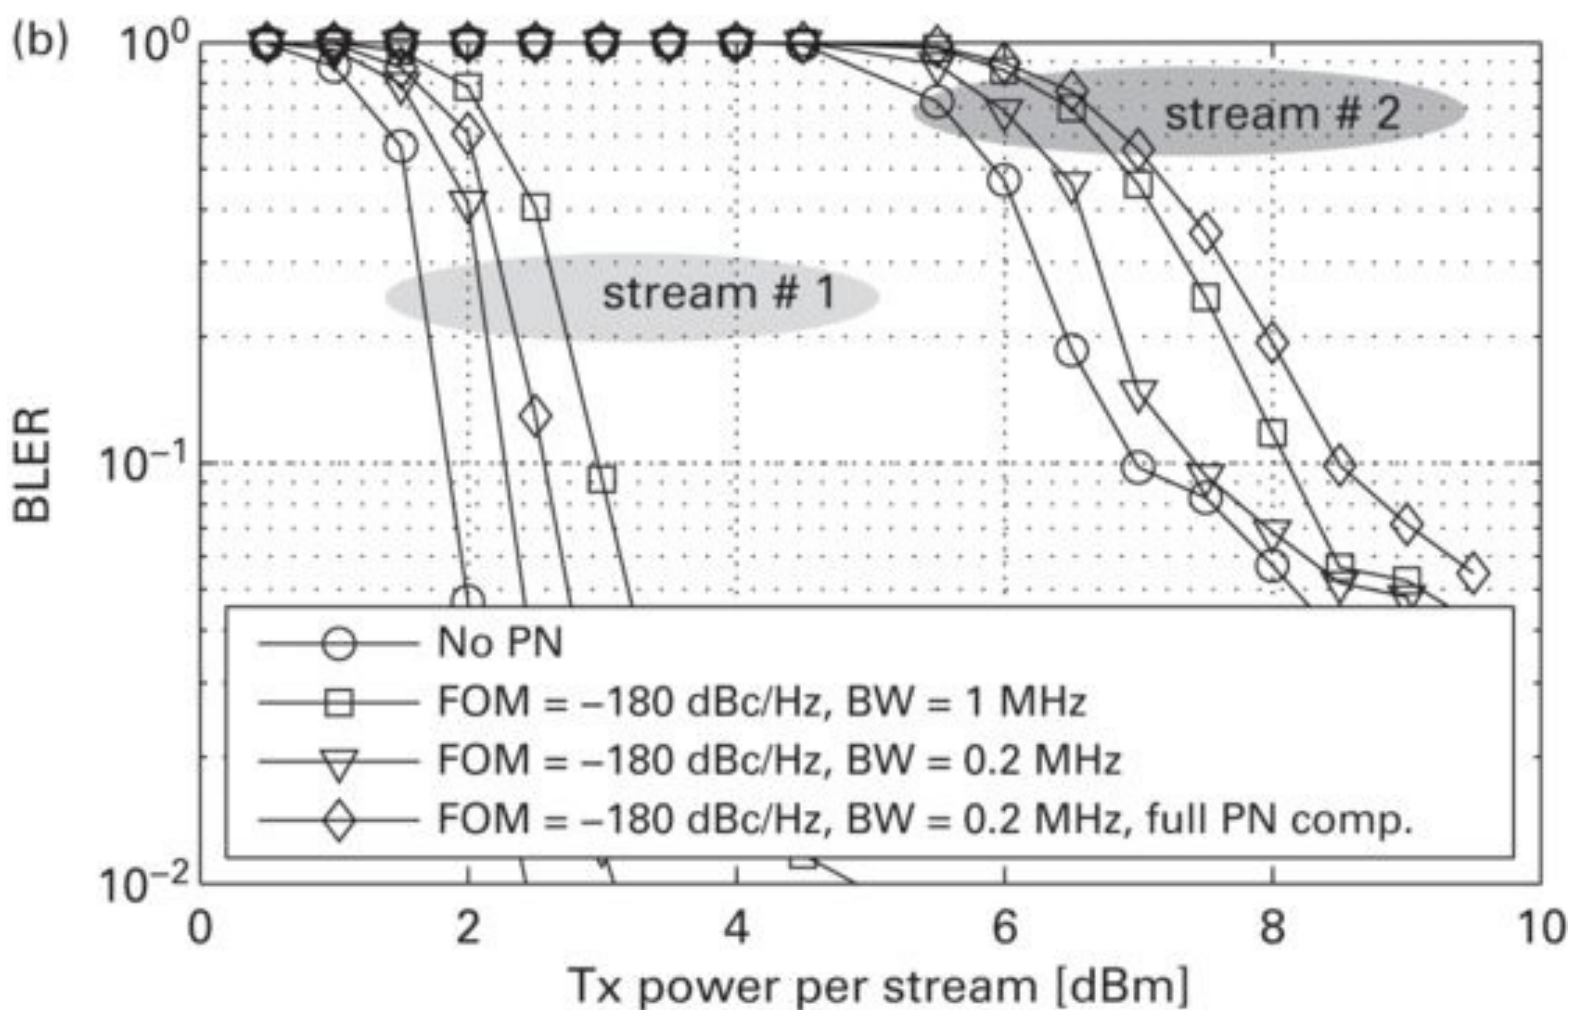 (b)
10⁰
stream # 2
stream # 1
BLER
10⁻¹
No PN
FOM = –180 dBc/Hz, BW = 1 MHz
FOM = –180 dBc/Hz, BW = 0.2 MHz
FOM = –180 dBc/Hz, BW = 0.2 MHz, full PN comp.
10⁻²
0 2 4 6 8 10
Tx power per stream [dBm]